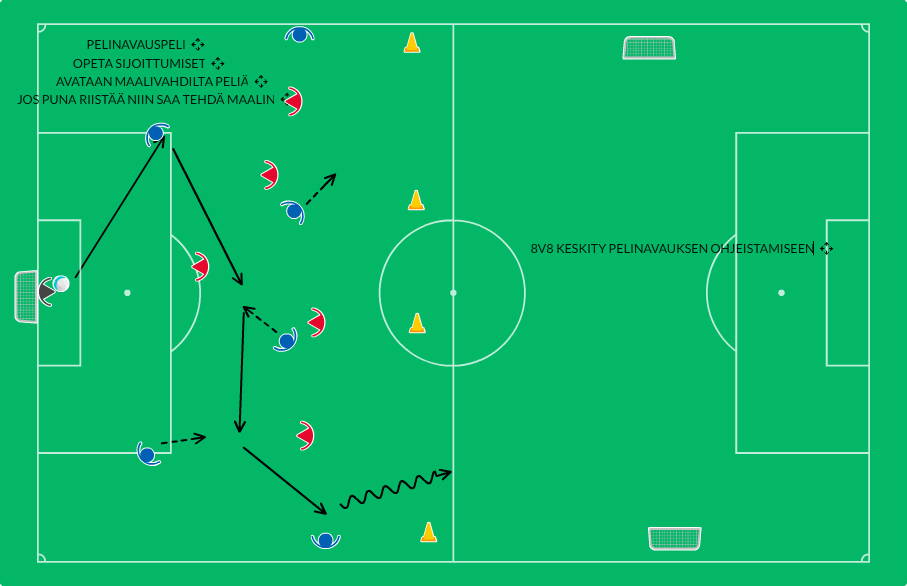 PELINAVAUSPELI
OPETA SIJOITTUMISET
AVATAAN MAALIVAHDILTA PELIÄ
JOS PUNA RIISTÄÄ NIIN SAA TEHDÄ MAALIN
8V8 KESKITY PELINAVAUKSEN OHJEISTAMISEEN